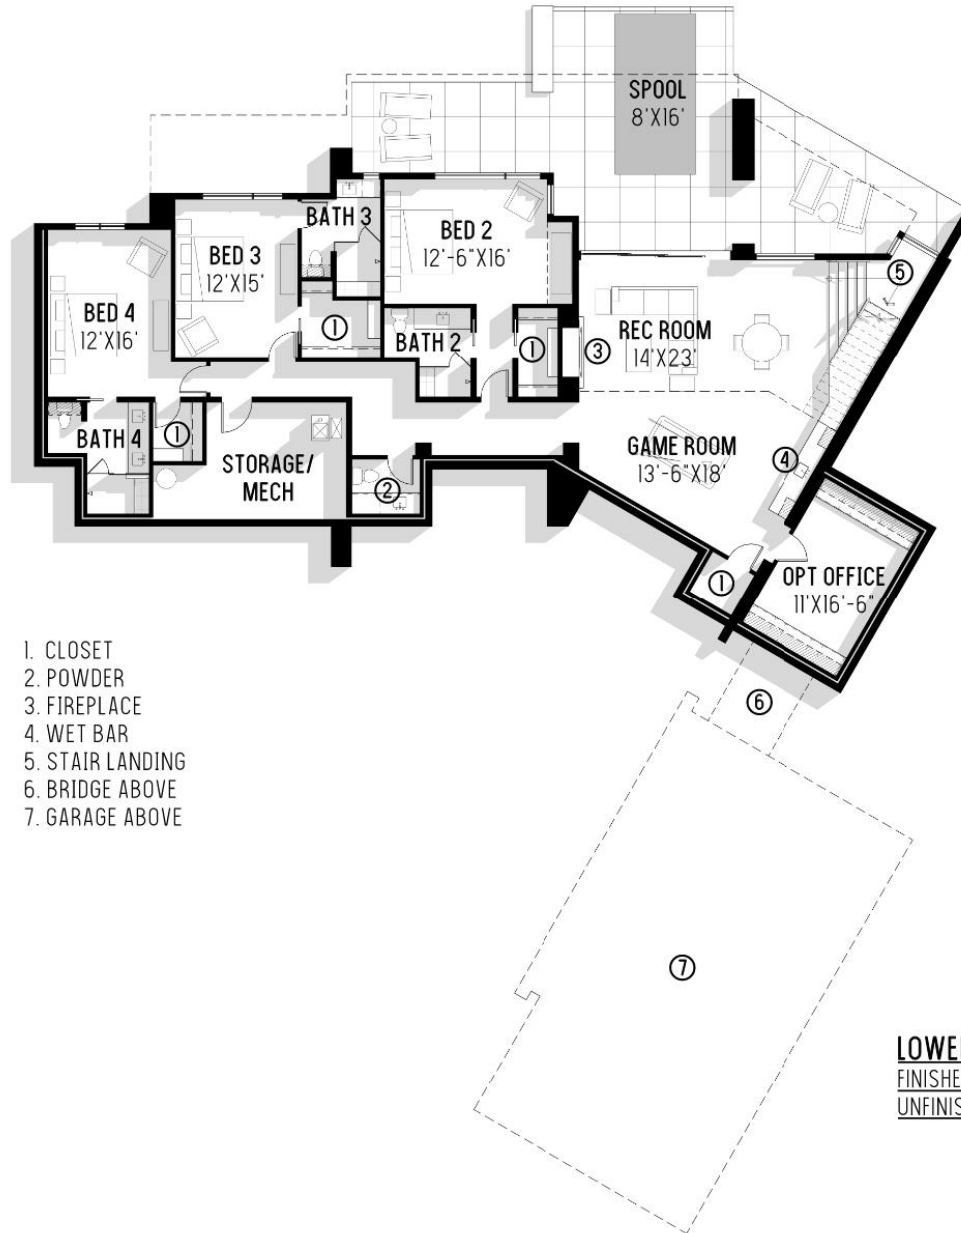 SPOOL
8'X16'
BATH 3
BED 2
12'-6"X16'
BED 3
12'X15'
BED 4
12'X16'
5
1
BATH 2
1
3
REC ROOM
14'X23'
BATH 4
1
STORAGE/
MECH
2
GAME ROOM
13'-6"X18'
4
OPT OFFICE
11'X16'-6"
1
6
7
1. CLOSET
2. POWDER
3. FIREPLACE
4. WET BAR
5. STAIR LANDING
6. BRIDGE ABOVE
7. GARAGE ABOVE
LOWE
FINISHE
UNFINIS